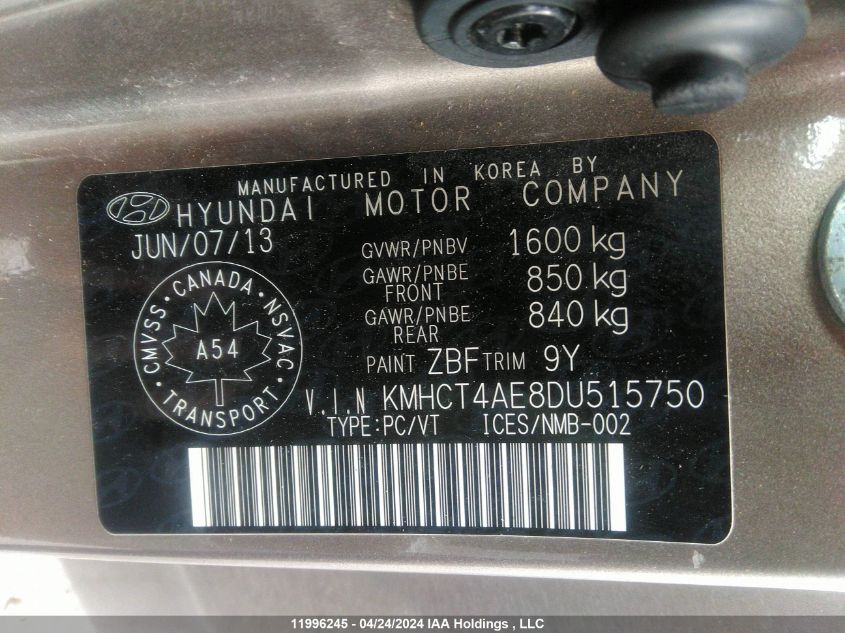 MANUFACTURED IN KOREA BY
HYUNDAI MOTOR COMPANY
JUN/07/13
GVWR/PNBV 1600 kg
GAWR/PNBE FRONT 850 kg
GAWR/PNBE REAR 840 kg
PAINT ZBF TRIM 9Y
CMVSS · CANADA · NSVAC · TRANSPORT ·
A54
V.I.N KMHCT4AE8DU515750
TYPE:PC/VT ICES/NMB-002
11996245 - 04/24/2024 IAA Holdings , LLC